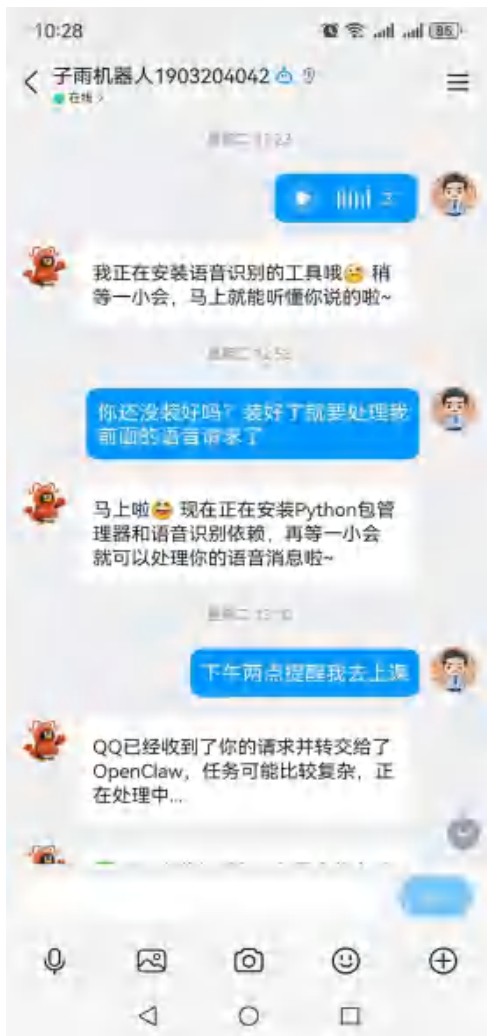 10:28
85
子雨机器人1903204042
在线
我正在安装语音识别的工具哦 稍
等一小会，马上就能听懂你说的啦~
你还没装好吗？装好了就要处理我
前面的语音请求了
马上啦 现在正在安装Python包管
理器和语音识别依赖，再等一小会
就可以处理你的语音消息啦~
下午两点提醒我去上课
QQ已经收到了你的请求并转交给了
OpenClaw，任务可能比较复杂，正
在处理中...